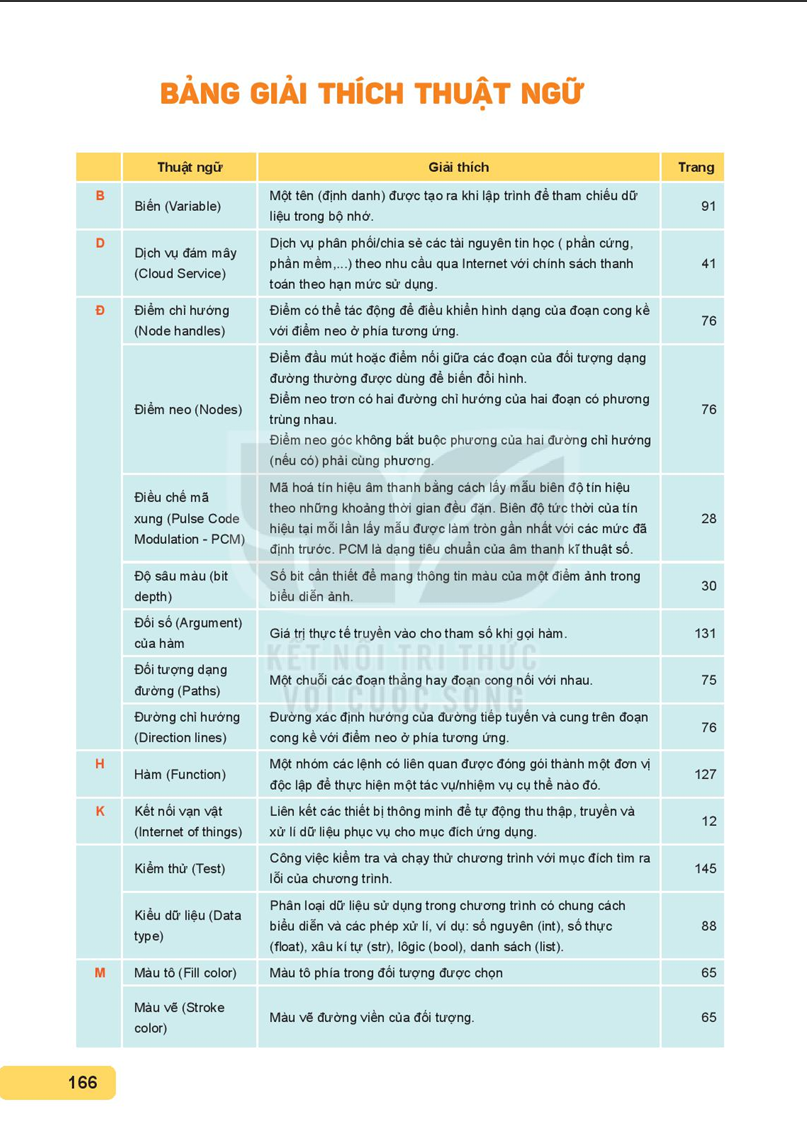 BẢNG GIẢI THÍCH THUẬT NGỮ
Thuật ngữ Giải thích Trang
B
Biến (Variable)
Một tên (định danh) được tạo ra khi lập trình để tham chiếu dữ
liệu trong bộ nhớ.
91
D
Dịch vụ đám mây
(Cloud Service)
Dịch vụ phân phối/chia sẻ các tài nguyên tin học ( phần cứng,
phần mềm,...) theo nhu cầu qua Internet với chính sách thanh
toán theo hạn mức sử dụng.
41
Đ
Điểm chỉ hướng
(Node handles)
Điểm có thể tác động để điều khiển hình dạng của đoạn cong kề
với điểm neo ở phía tương ứng.
76
Điểm neo (Nodes)
Điểm đầu mút hoặc điểm nối giữa các đoạn của đối tượng dạng
đường thường được dùng để biến đổi hình.
Điểm neo trơn có hai đường chỉ hướng của hai đoạn có phương
trùng nhau.
Điểm neo góc không bắt buộc phương của hai đường chỉ hướng
(nếu có) phải cùng phương.
76
Điều chế mã
xung (Pulse Code
Modulation - PCM)
Mã hoá tín hiệu âm thanh bằng cách lấy mẫu biên độ tín hiệu
theo những khoảng thời gian đều đặn. Biên độ tức thời của tín
hiệu tại mỗi lần lấy mẫu được làm tròn gần nhất với các mức đã
định trước. PCM là dạng tiêu chuẩn của âm thanh kĩ thuật số.
28
Độ sâu màu (bit
depth)
Số bit cần thiết để mang thông tin màu của một điểm ảnh trong
biểu diễn ảnh.
30
Đối số (Argument)
của hàm
Giá trị thực tế truyền vào cho tham số khi gọi hàm.
131
Đối tượng dạng
đường (Paths)
Một chuỗi các đoạn thẳng hay đoạn cong nối với nhau.
75
Đường chỉ hướng
(Direction lines)
Đường xác định hướng của đường tiếp tuyến và cung trên đoạn
cong kề với điểm neo ở phía tương ứng.
76
H
Hàm (Function)
Một nhóm các lệnh có liên quan được đóng gói thành một đơn vị
độc lập để thực hiện một tác vụ/nhiệm vụ cụ thể nào đó.
127
K
Kết nối vạn vật
(Internet of things)
Liên kết các thiết bị thông minh để tự động thu thập, truyền và
xử lí dữ liệu phục vụ cho mục đích ứng dụng.
12
Kiểm thử (Test)
Công việc kiểm tra và chạy thử chương trình với mục đích tìm ra
lỗi của chương trình.
145
Kiểu dữ liệu (Data
type)
Phân loại dữ liệu sử dụng trong chương trình có chung cách
biểu diễn và các phép xử lí, ví dụ: số nguyên (int), số thực
(float), xâu kí tự (str), lôgic (bool), danh sách (list).
88
M
Màu tô (Fill color)
Màu tô phía trong đối tượng được chọn
65
Màu vẽ (Stroke
color)
Màu vẽ đường viền của đối tượng.
65
KẾT NỐI TRI THỨC
VỚI CUỘC SỐNG
166